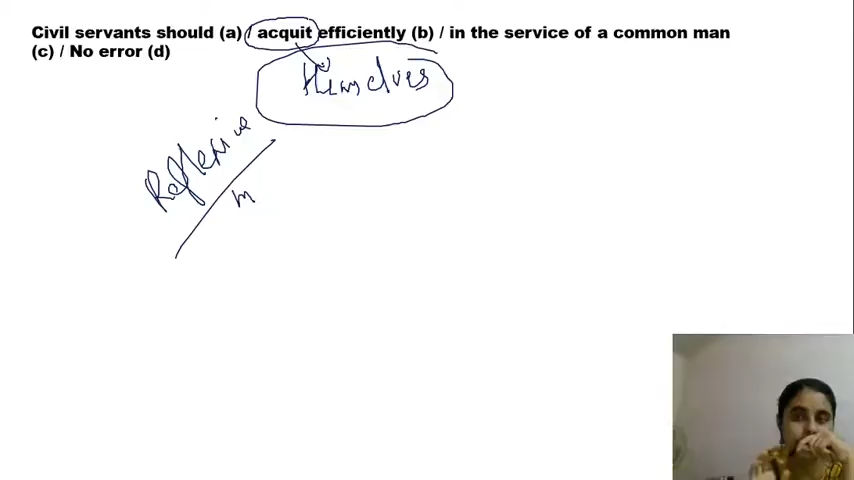 Civil servants should (a) / acquit efficiently (b) / in the service of a common man
(c) / No error (d)
themselves
Reflexive
m